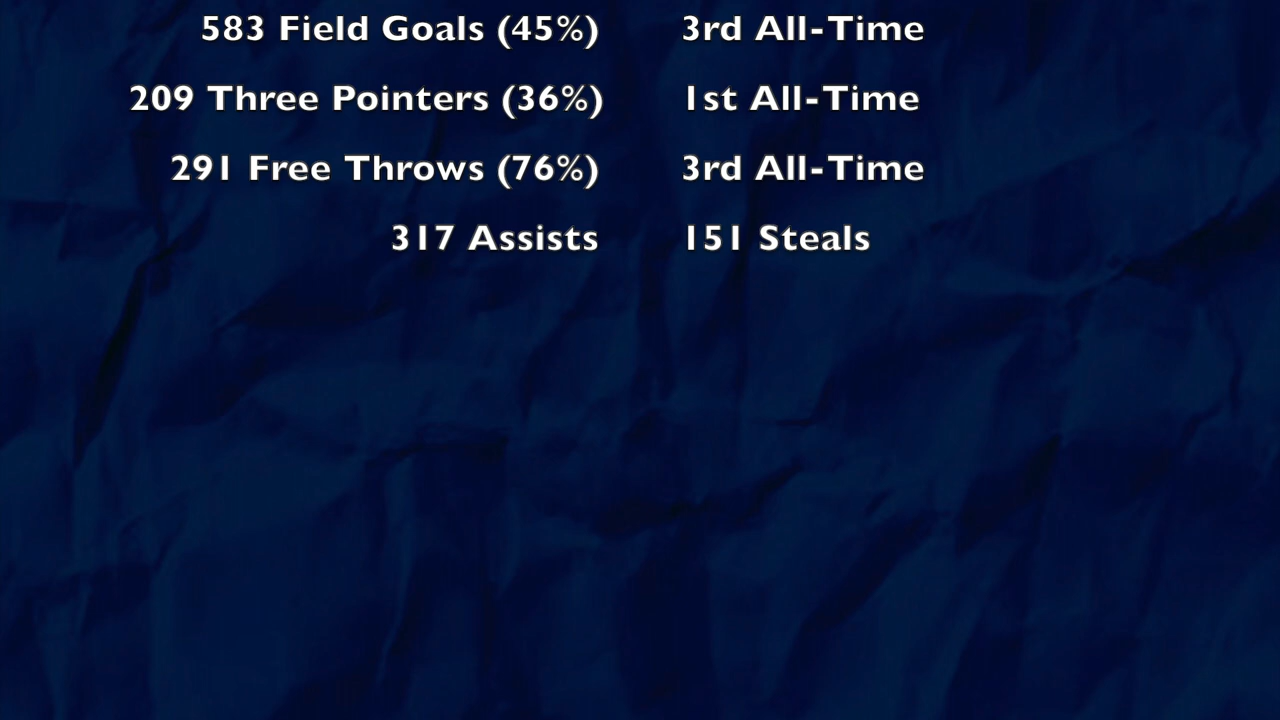 583 Field Goals (45%) 3rd All-Time
209 Three Pointers (36%) 1st All-Time
291 Free Throws (76%) 3rd All-Time
317 Assists 151 Steals